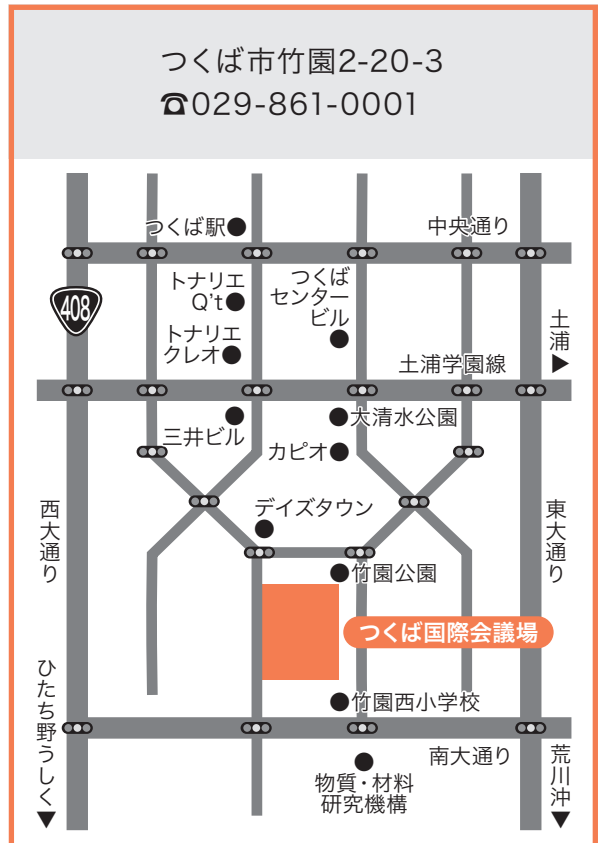 つくば市竹園2-20-3
☎029-861-0001
つくば駅
中央通り
トナリエ
Q't
つくば
センター
ビル
408
トナリエ
クレオ
土浦
土浦学園線
三井ビル
大清水公園
カピオ
西大通り
デイズタウン
東大通り
竹園公園
つくば国際会議場
ひたち野うしく
竹園西小学校
南大通り
荒川沖
物質・材料
研究機構